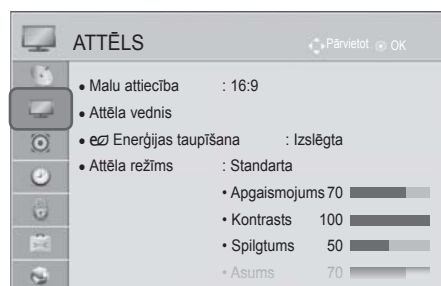 ATTĒLS
Pārvietot OK
• Malu attiecība : 16:9
• Attēla vednis
• Enerģijas taupīšana : Izslēgta
• Attēla režīms : Standarta
• Apgaismojums 70
• Kontrasts 100
• Spilgtums 50
• Asums 70